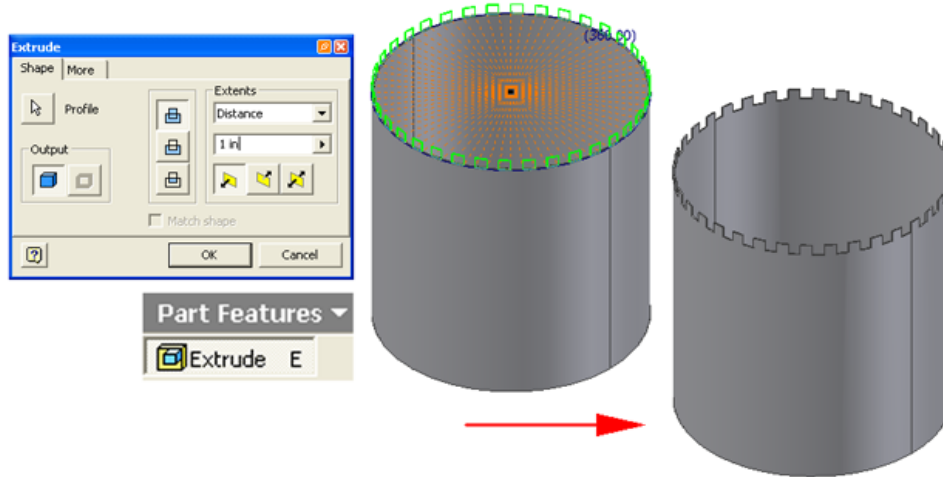 Extrude
Shape
More
Profile
Output
Extents
Distance
1 in
Match shape
OK
Cancel
(360.00)
Part Features
Extrude E